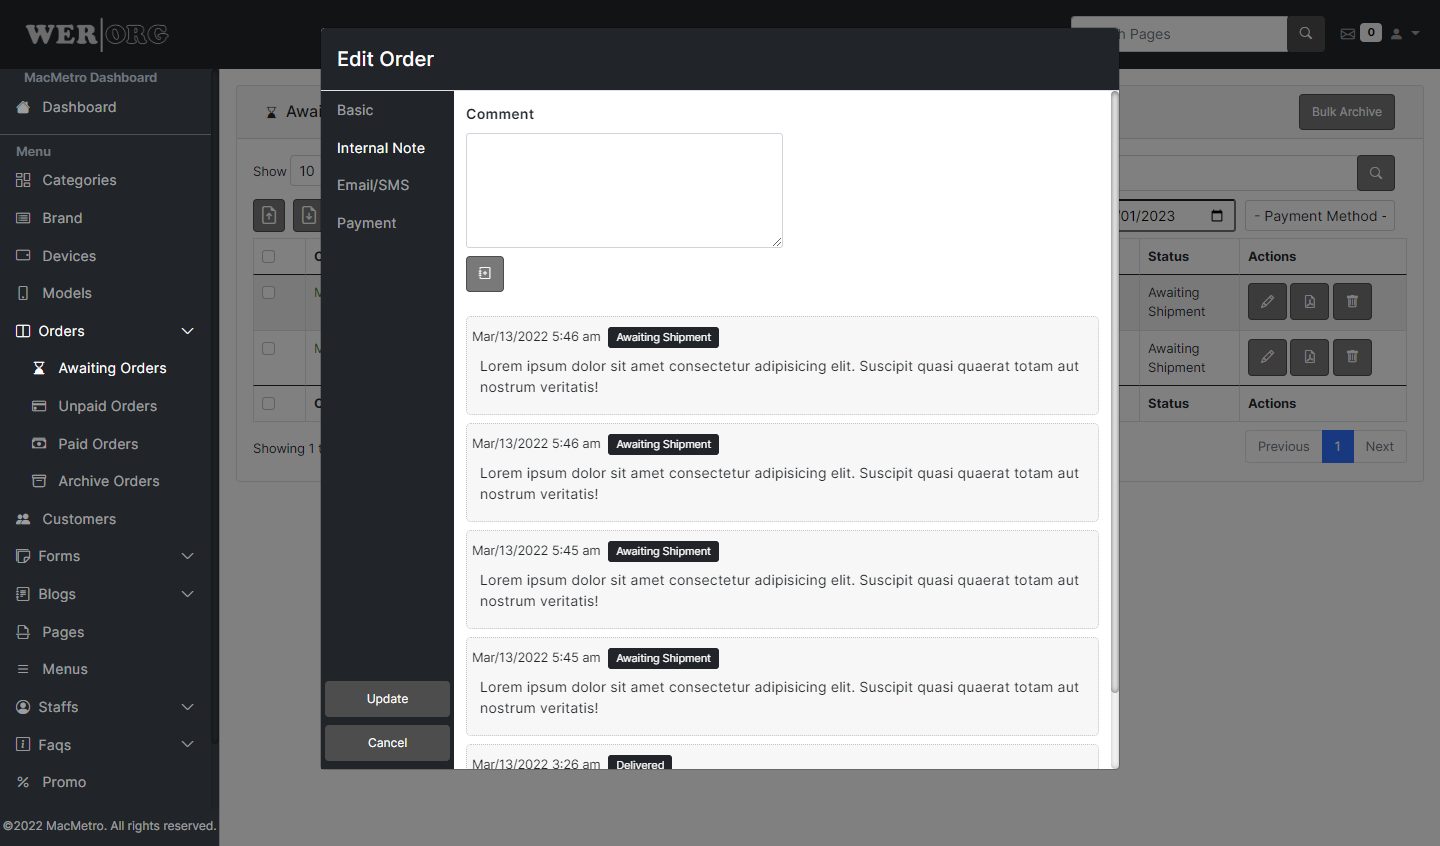 WER|ORG
h Pages
0
MacMetro Dashboard
Dashboard
Menu
Categories
Brand
Devices
Models
Orders
Awaiting Orders
Unpaid Orders
Paid Orders
Archive Orders
Customers
Forms
Blogs
Pages
Menus
Staffs
Faqs
Promo
©2022 MacMetro. All rights reserved.
Awai
Bulk Archive
Show 10
/01/2023
- Payment Method -
Status Actions
Awaiting
Shipment
Awaiting
Shipment
Status Actions
Showing 1 t
Previous 1 Next
Edit Order
Basic
Internal Note
Email/SMS
Payment
Update
Cancel
Comment
Mar/13/2022 5:46 am Awaiting Shipment
Lorem ipsum dolor sit amet consectetur adipisicing elit. Suscipit quasi quaerat totam aut
nostrum veritatis!
Mar/13/2022 5:46 am Awaiting Shipment
Lorem ipsum dolor sit amet consectetur adipisicing elit. Suscipit quasi quaerat totam aut
nostrum veritatis!
Mar/13/2022 5:45 am Awaiting Shipment
Lorem ipsum dolor sit amet consectetur adipisicing elit. Suscipit quasi quaerat totam aut
nostrum veritatis!
Mar/13/2022 5:45 am Awaiting Shipment
Lorem ipsum dolor sit amet consectetur adipisicing elit. Suscipit quasi quaerat totam aut
nostrum veritatis!
Mar/13/2022 3:26 am Delivered